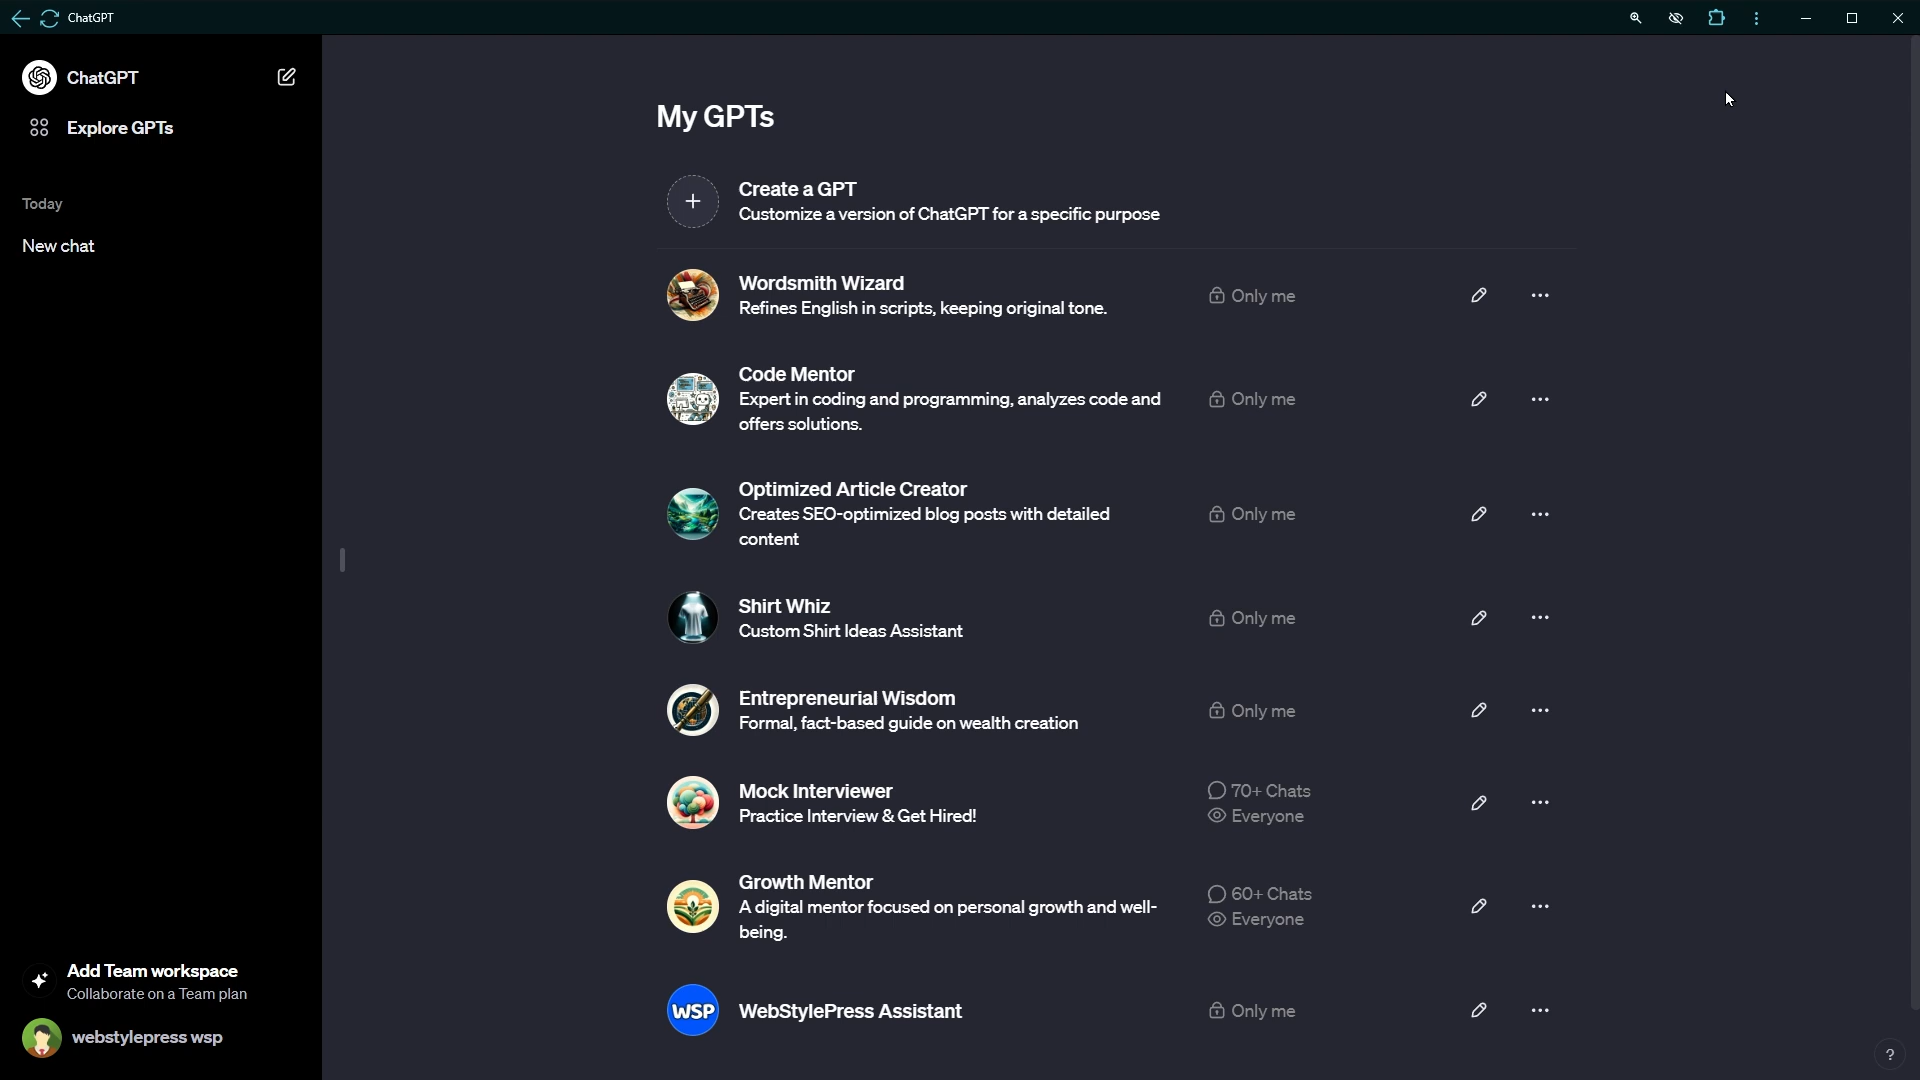 ChatGPT
ChatGPT
Explore GPTs
Today
New chat
My GPTs
Create a GPT
Customize a version of ChatGPT for a specific purpose
Wordsmith Wizard
Refines English in scripts, keeping original tone.
Only me
Code Mentor
Expert in coding and programming, analyzes code and
offers solutions.
Only me
Optimized Article Creator
Creates SEO-optimized blog posts with detailed
content
Only me
Shirt Whiz
Custom Shirt Ideas Assistant
Only me
Entrepreneurial Wisdom
Formal, fact-based guide on wealth creation
Only me
Mock Interviewer
Practice Interview & Get Hired!
70+ Chats
Everyone
Growth Mentor
A digital mentor focused on personal growth and well-
being.
60+ Chats
Everyone
WSP
WebStylePress Assistant
Only me
Add Team workspace
Collaborate on a Team plan
webstylepress wsp
?